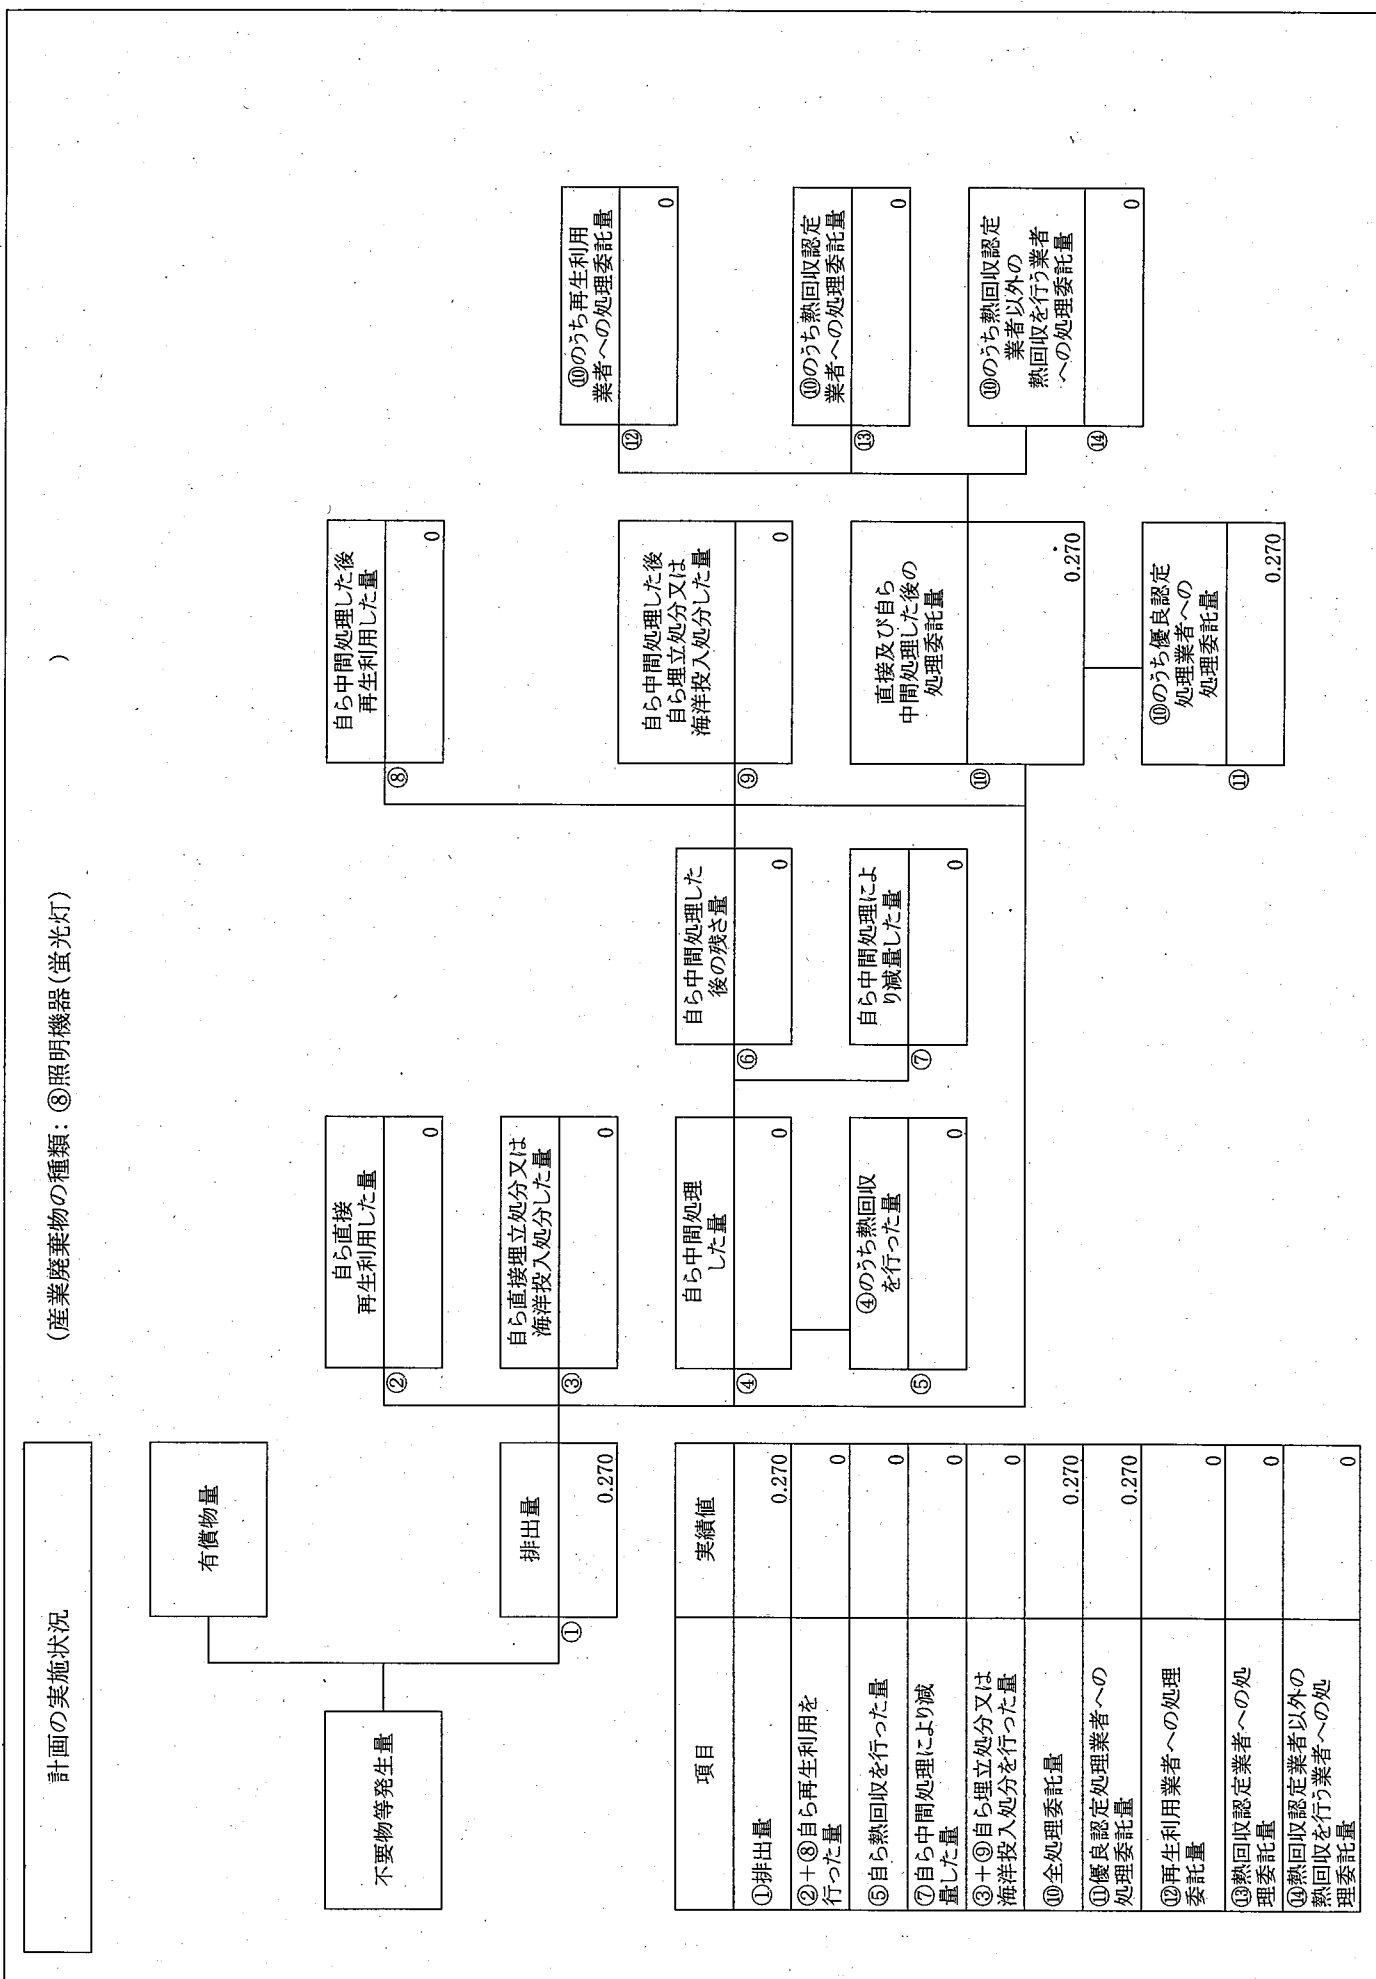 計画の実施状況
(産業廃棄物の種類：⑧照明機器(蛍光灯)
)
不要物等発生量
有償物量
①
排出量
0.270
②
自ら直接
再生利用した量
0
③
自ら直接埋立処分又は
海洋投入処分した量
0
④
自ら中間処理
した量
0
⑤
④のうち熱回収
を行った量
0
⑥
自ら中間処理した
後の残さ量
0
⑦
自ら中間処理によ
り減量した量
0
⑧
自ら中間処理した後
再生利用した量
0
⑨
自ら中間処理した後
自ら埋立処分又は
海洋投入処分した量
0
⑩
直接及び自ら
中間処理した後の
処理委託量
0.270
⑪
⑩のうち優良認定
処理業者への
処理委託量
0.270
⑫
⑩のうち再生利用
業者への処理委託量
0
⑬
⑩のうち熱回収認定
業者への処理委託量
0
⑭
⑩のうち熱回収認定
業者以外の
熱回収を行う業者
への処理委託量
0
項目 実績値
①排出量 0.270
②+⑧自ら再生利用を
行った量 0
⑤自ら熱回収を行った量 0
⑦自ら中間処理により減
量した量 0
③+⑨自ら埋立処分又は
海洋投入処分を行った量 0
⑩全処理委託量 0.270
⑪優良認定処理業者への
処理委託量 0.270
⑫再生利用業者への処理
委託量 0
⑬熱回収認定業者への処
理委託量 0
⑭熱回収認定業者以外の
熱回収を行う業者への処
理委託量 0